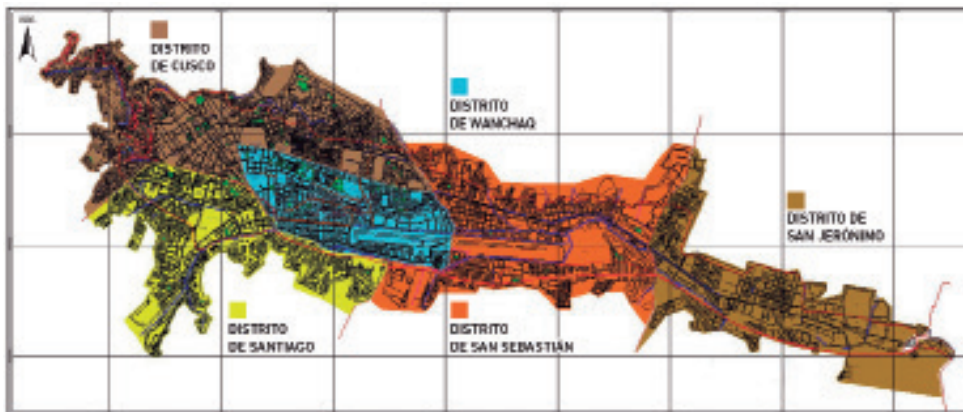 DISTRITO
DE CUSCO
DISTRITO
DE WANCHAQ
DISTRITO DE
SAN JERÓNIMO
DISTRITO
DE SANTIAGO
DISTRITO
DE SAN SEBASTIÁN